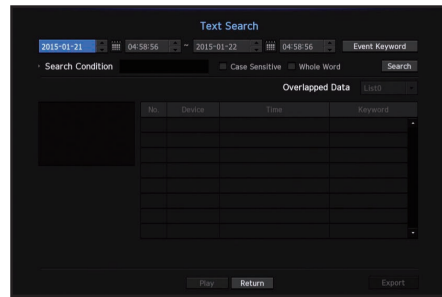 Text Search
2015-01-21 04:58:56 ~ 2015-01-22 04:58:56 Event Keyword
Search Condition Case Sensitive Whole Word Search
Overlapped Data List0
No. Device Time Keyword
Play Return Export